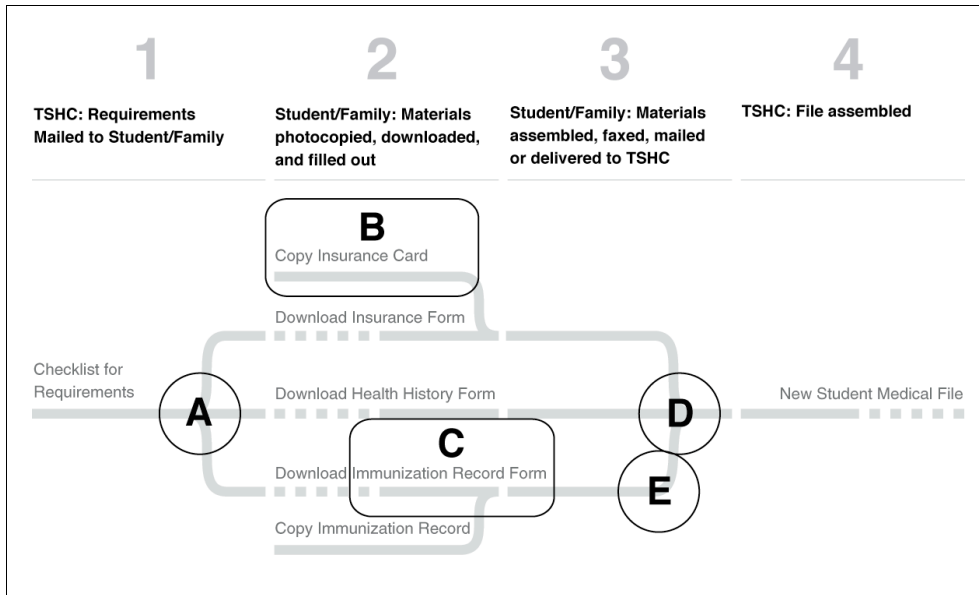 1
2
3
4
TSHC: Requirements
Mailed to Student/Family
Student/Family: Materials
photocopied, downloaded,
and filled out
Student/Family: Materials
assembled, faxed, mailed
or delivered to TSHC
TSHC: File assembled
B
Copy Insurance Card
Download Insurance Form
Checklist for
Requirements
A
Download Health History Form
D
New Student Medical File
C
Download Immunization Record Form
E
Copy Immunization Record